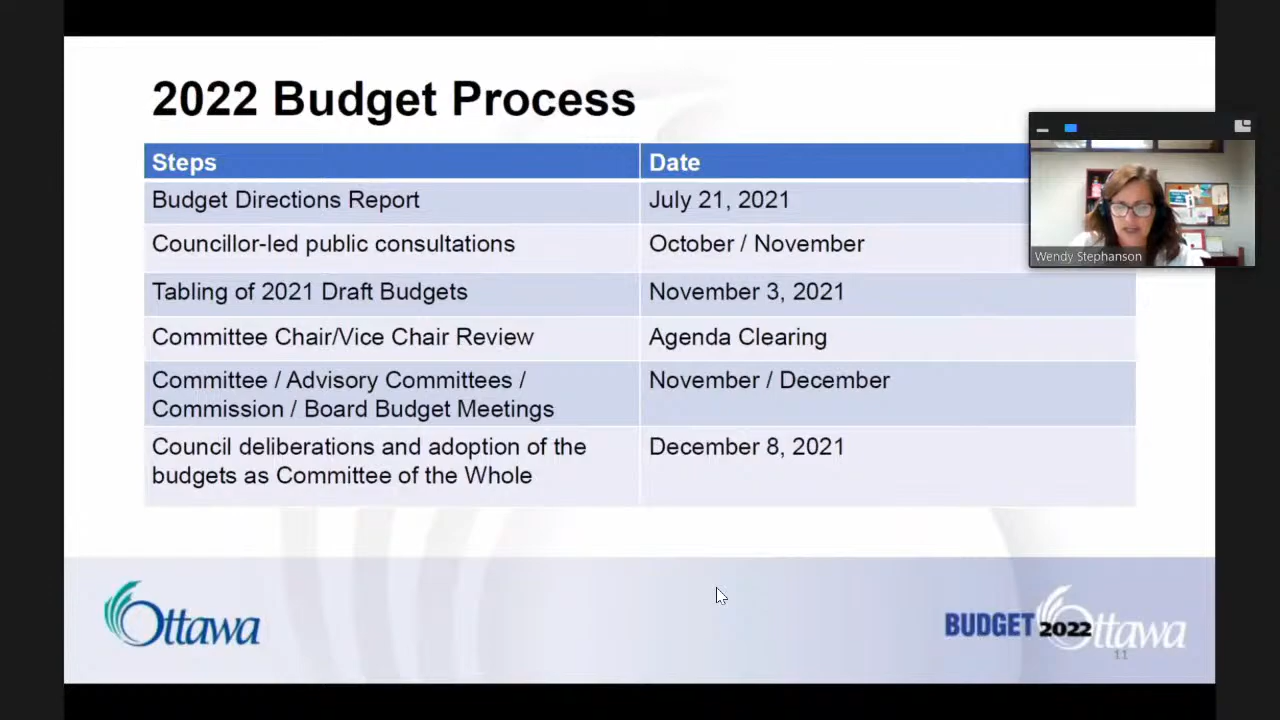 2022 Budget Process
Steps
Date
Budget Directions Report
July 21, 2021
Councillor-led public consultations
October / November
Tabling of 2021 Draft Budgets
November 3, 2021
Committee Chair/Vice Chair Review
Agenda Clearing
Committee / Advisory Committees /
Commission / Board Budget Meetings
November / December
Council deliberations and adoption of the
budgets as Committee of the Whole
December 8, 2021
Wendy Stephanson
Ottawa
BUDGET 2022 Ottawa
11